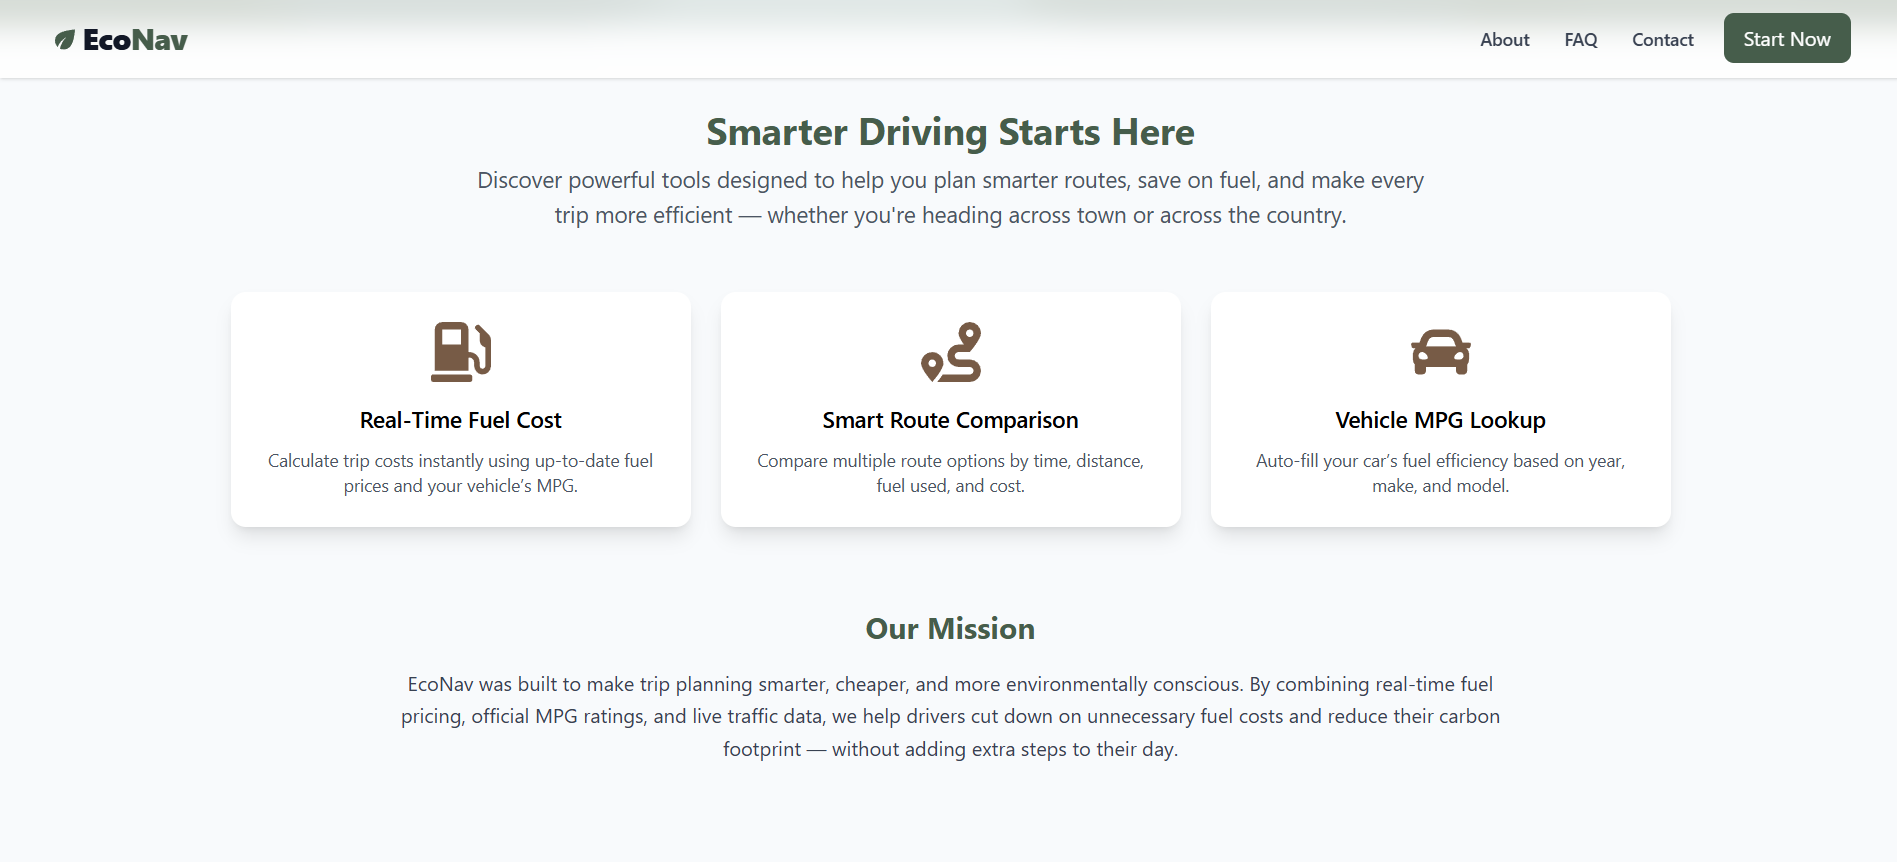 EcoNav
About
FAQ
Contact
Start Now
Smarter Driving Starts Here
Discover powerful tools designed to help you plan smarter routes, save on fuel, and make every
trip more efficient — whether you're heading across town or across the country.
Real-Time Fuel Cost
Calculate trip costs instantly using up-to-date fuel
prices and your vehicle’s MPG.
Smart Route Comparison
Compare multiple route options by time, distance,
fuel used, and cost.
Vehicle MPG Lookup
Auto-fill your car’s fuel efficiency based on year,
make, and model.
Our Mission
EcoNav was built to make trip planning smarter, cheaper, and more environmentally conscious. By combining real-time fuel
pricing, official MPG ratings, and live traffic data, we help drivers cut down on unnecessary fuel costs and reduce their carbon
footprint — without adding extra steps to their day.